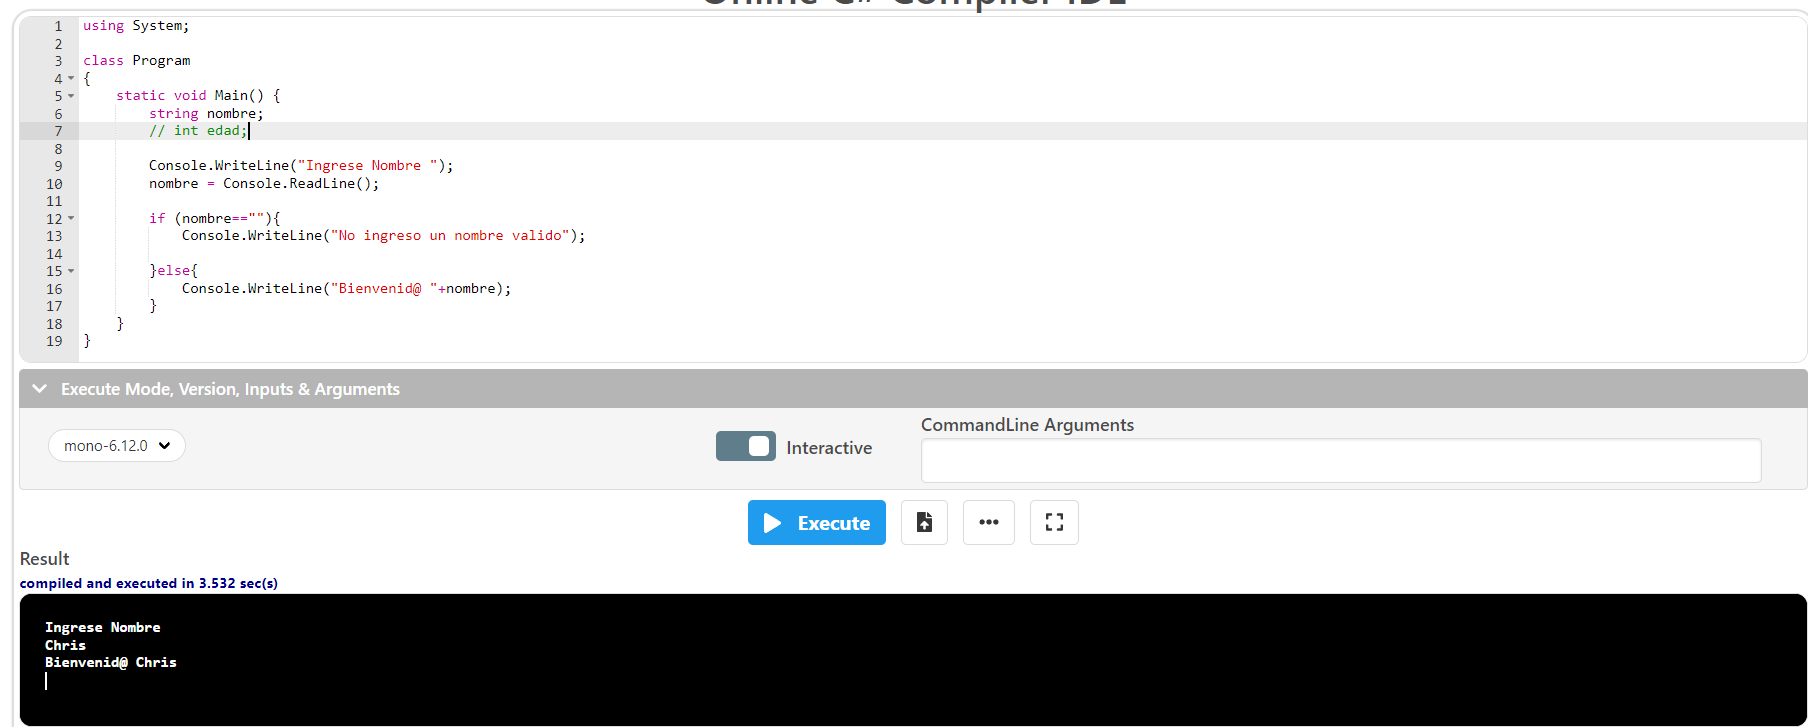 Online C# Compiler IDE
1 using System;
2
3 class Program
4 {
5 static void Main() {
6 string nombre;
7 // int edad;
8
9 Console.WriteLine("Ingrese Nombre ");
10 nombre = Console.ReadLine();
11
12 if (nombre==""){
13 Console.WriteLine("No ingreso un nombre valido");
14
15 }else{
16 Console.WriteLine("Bienvenid@ "+nombre);
17 }
18 }
19 }
Execute Mode, Version, Inputs & Arguments
CommandLine Arguments
mono-6.12.0
Interactive
Execute
Result
compiled and executed in 3.532 sec(s)
Ingrese Nombre
Chris
Bienvenid@ Chris